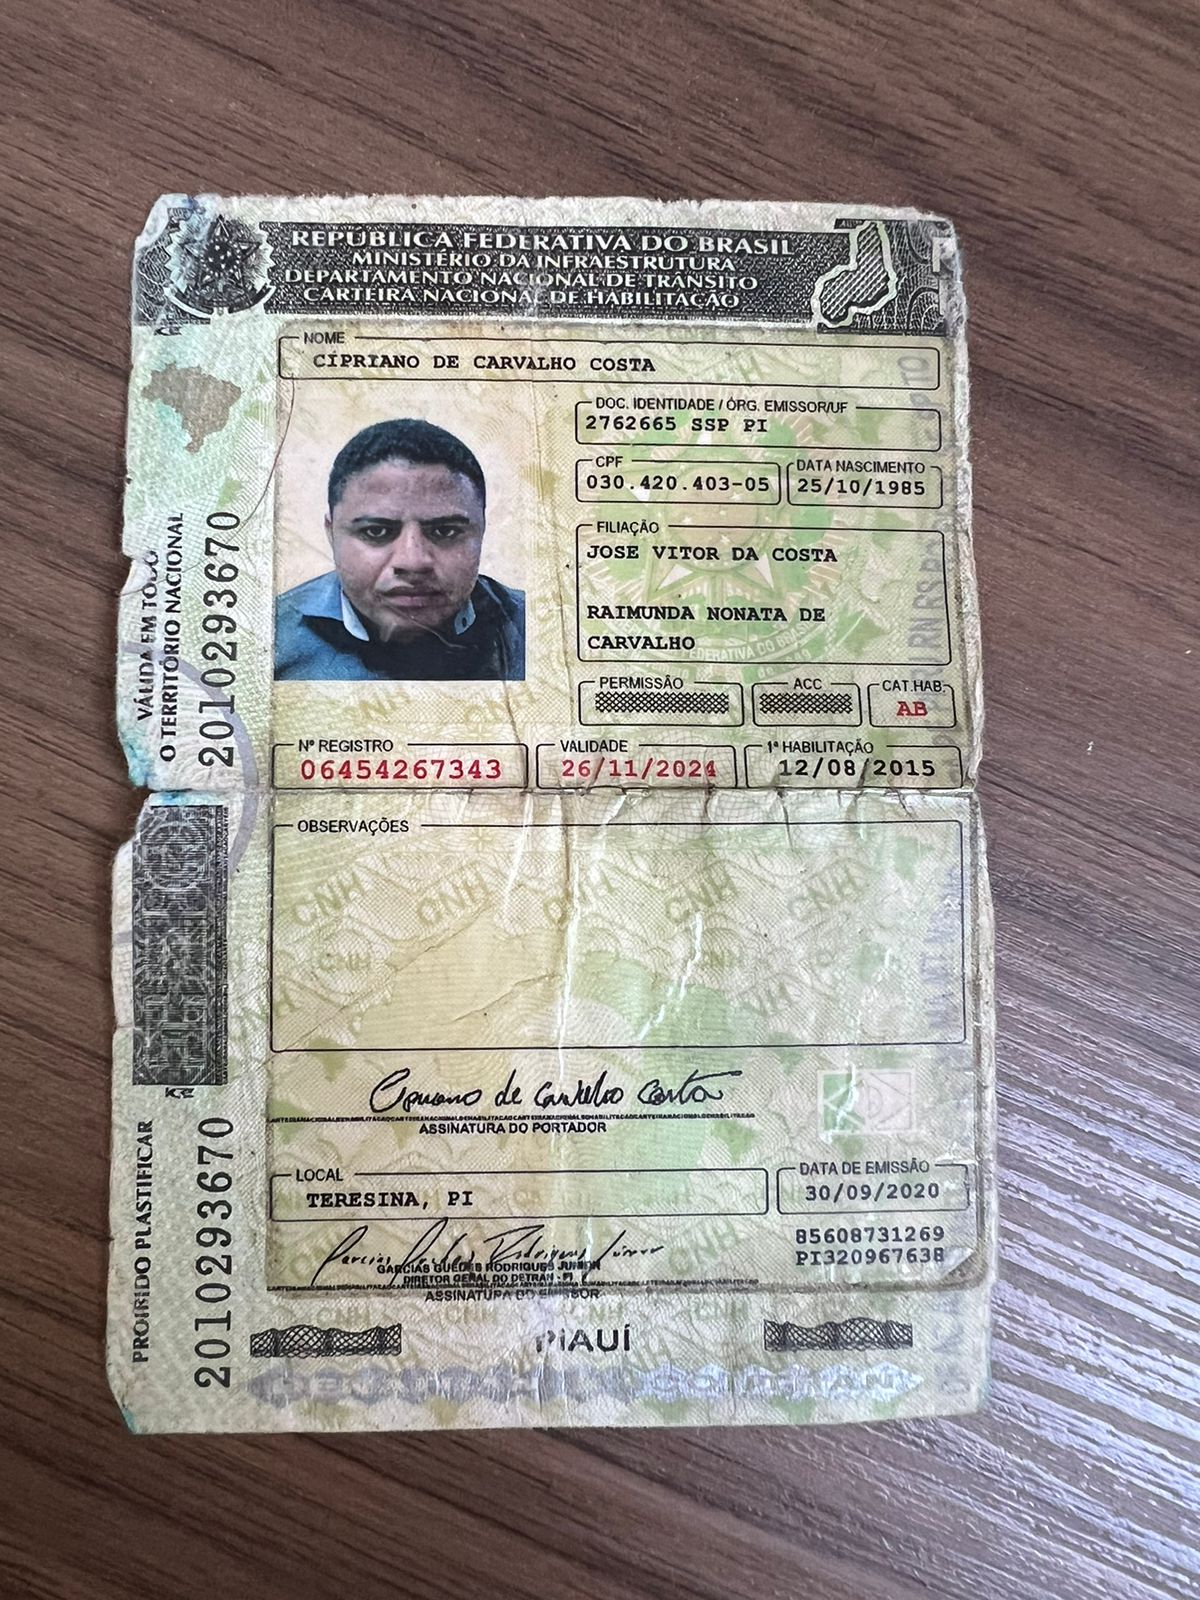 REPÚBLICA FEDERATIVA DO BRASIL
MINISTÉRIO DA INFRAESTRUTURA
DEPARTAMENTO NACIONAL DE TRÂNSITO
CARTEIRA NACIONAL DE HABILITAÇÃO
NOME
CIPRIANO DE CARVALHO COSTA
DOC. IDENTIDADE / ÓRG. EMISSOR/UF
2762665 SSP PI
CPF
030.420.403-05
DATA NASCIMENTO
25/10/1985
FILIAÇÃO
JOSE VITOR DA COSTA
RAIMUNDA NONATA DE
CARVALHO
PERMISSÃO
ACC
CAT.HAB.
AB
Nº REGISTRO
06454267343
VALIDADE
26/11/2024
1ª HABILITAÇÃO
12/08/2015
VÁLIDA EM TODO
O TERRITÓRIO NACIONAL
2010293670
OBSERVAÇÕES
CNH CNH CNH CNH CNH
Cipriano de Carvalho Costa
ASSINATURA DO PORTADOR
LOCAL
TERESINA, PI
DATA DE EMISSÃO
30/09/2020
85608731269
PI320967638
GARCIAS GUEDES RODRIGUES JUNIOR
DIRETOR GERAL DO DETRAN - PI
ASSINATURA DO EMISSOR
PROIBIDO PLASTIFICAR
2010293670
PIAUÍ